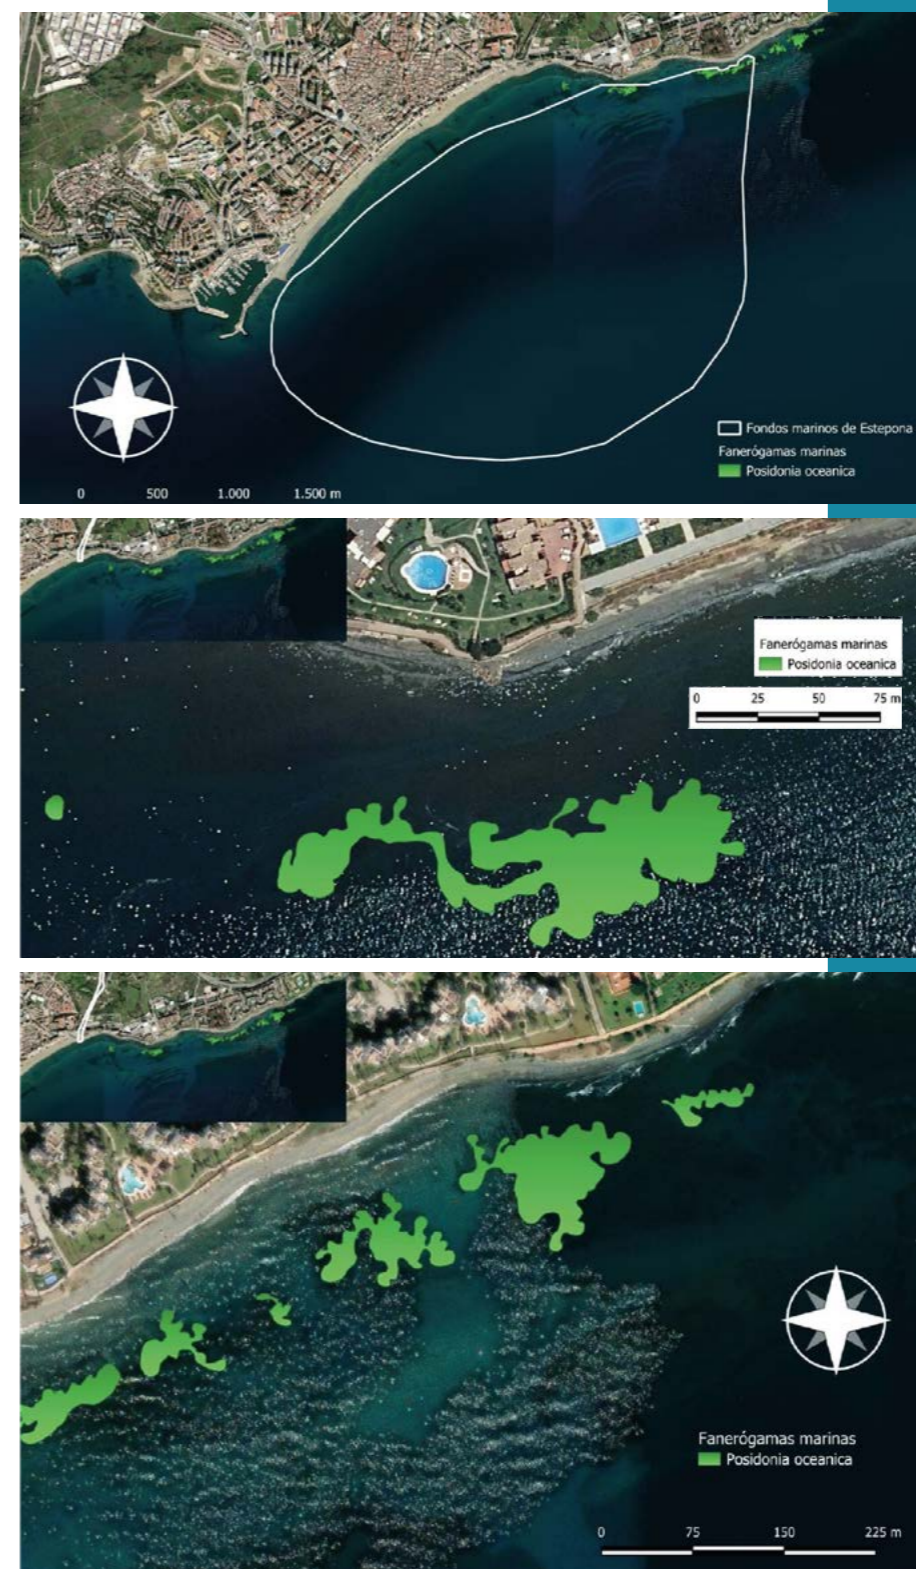 Fondos marinos de Estepona
Fanerógamas marinas
Posidonia oceanica
0 500 1.000 1.500 m
Fanerógamas marinas
Posidonia oceanica
0 25 50 75 m
Fanerógamas marinas
Posidonia oceanica
0 75 150 225 m